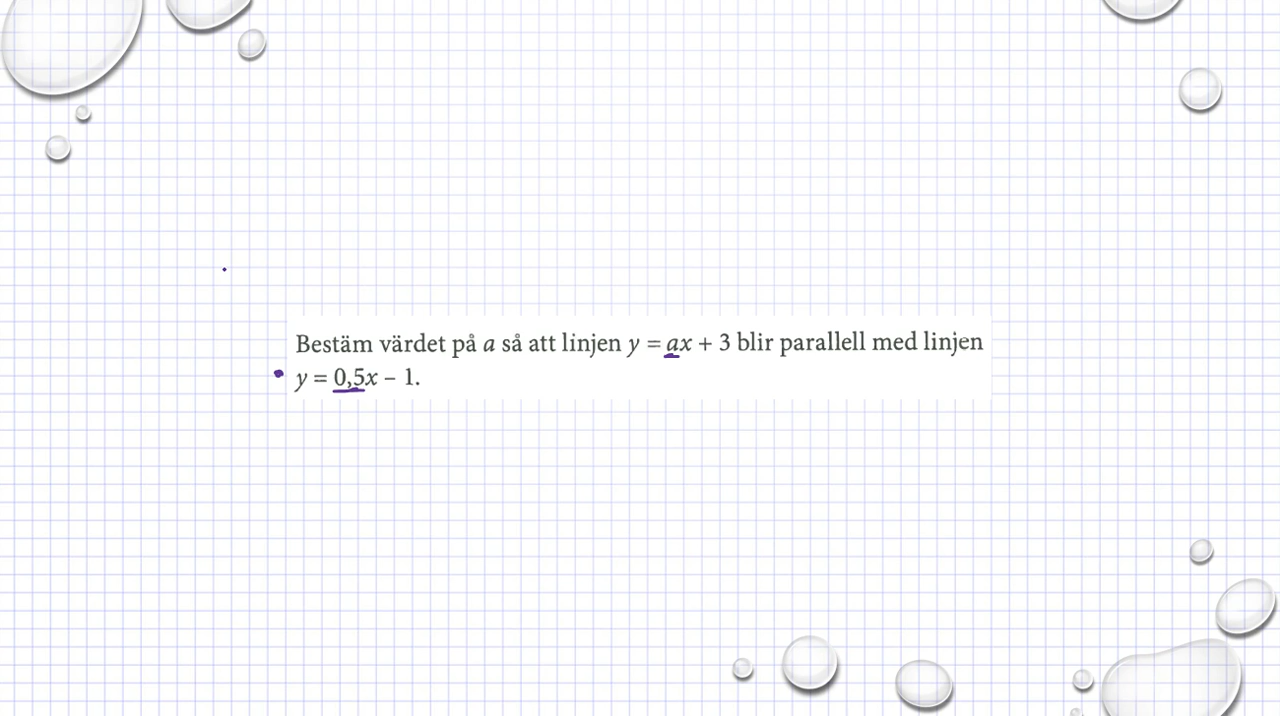 Bestäm värdet på a så att linjen y = ax + 3 blir parallell med linjen
y = 0,5x – 1.